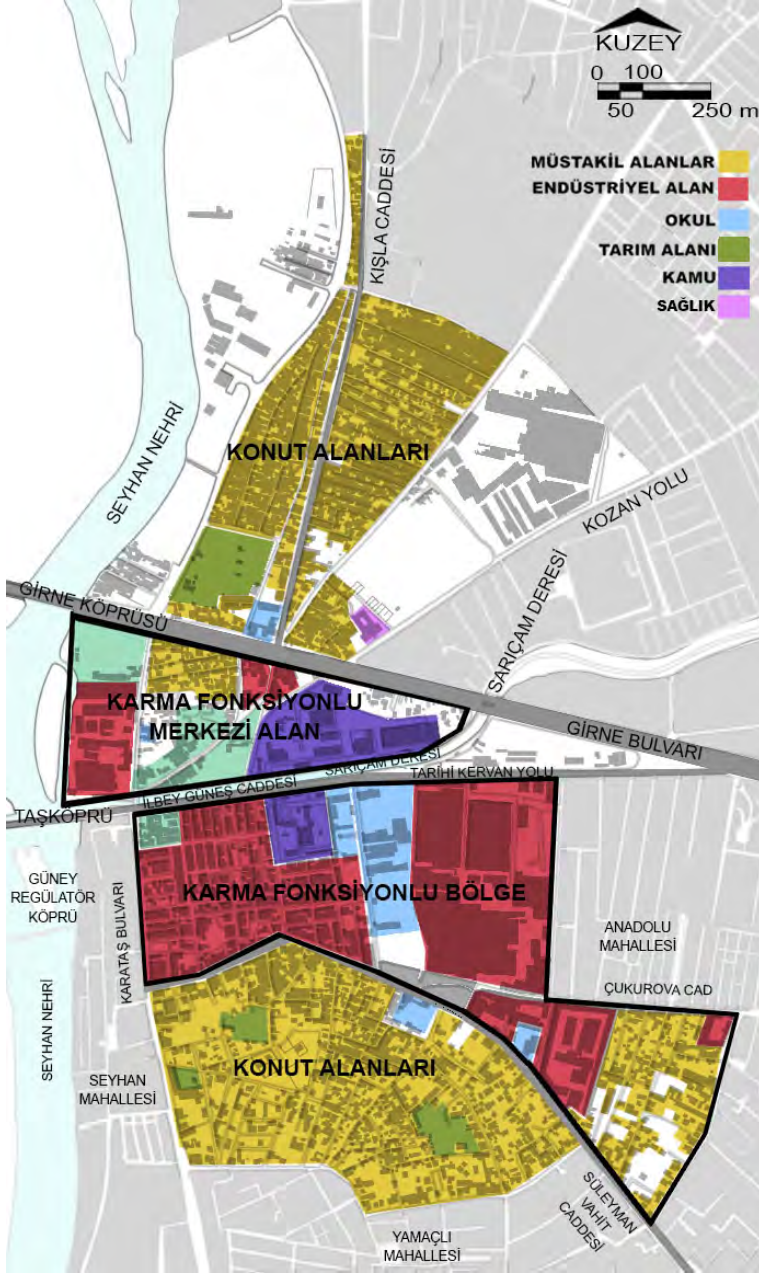 KUZEY
0 100
50 250 m
MÜSTAKİL ALANLAR
ENDÜSTRİYEL ALAN
OKUL
TARIM ALANI
KAMU
SAĞLIK
KIŞLA CADDESİ
SEYHAN NEHRİ
KONUT ALANLARI
KOZAN YOLU
GİRNE KÖPRÜSÜ
SARIÇAM DERESİ
KARMA FONKSİYONLU
MERKEZİ ALAN
GİRNE BULVARI
SARIÇAM DERESİ
TARİHİ KERVAN YOLU
İLBEY GÜNEŞ CADDESİ
TAŞKÖPRÜ
GÜNEY
REGÜLATÖR
KÖPRÜ
KARATAŞ BULVARI
KARMA FONKSİYONLU BÖLGE
ANADOLU
MAHALLESİ
ÇUKUROVA CAD
SEYHAN NEHRİ
SEYHAN
MAHALLESİ
KONUT ALANLARI
SÜLEYMAN
VAHİT
CADDESİ
YAMAÇLI
MAHALLESİ